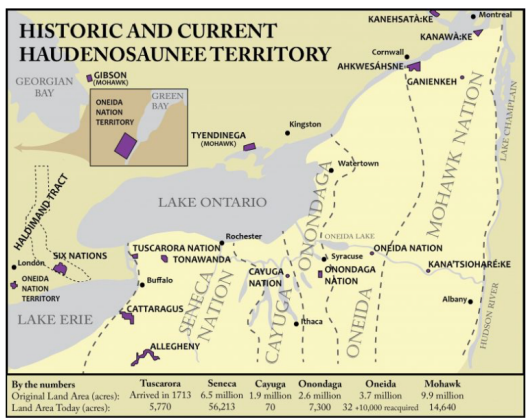 HISTORIC AND CURRENT
HAUDENOSAUNEE TERRITORY
KANEHSATÀ:KE
Montreal
KANAWÀ:KE
Cornwall
AHKWESÁHSNE
GANIENKEH
GEORGIAN
BAY
GIBSON
(MOHAWK)
ONEIDA
NATION
TERRITORY
GREEN
BAY
LAKE CHAMPLAIN
MOHAWK NATION
Kingston
TYENDINEGA
(MOHAWK)
Watertown
HALDIMAND TRACT
LAKE ONTARIO
ONONDAGA
Rochester
ONEIDA LAKE
London
SIX NATIONS
TUSCARORA NATION
TONAWANDA
Syracuse
ONEIDA NATION
KANA'TSIOHARÉ:KE
ONEIDA
NATION
TERRITORY
Buffalo
SENECA
NATION
CAYUGA
NATION
ONONDAGA
NATION
CAYUGA
ONEIDA
Albany
HUDSON RIVER
LAKE ERIE
CATTARAGUS
Ithaca
ALLEGHENY
By the numbers Tuscarora Seneca Cayuga Onondaga Oneida Mohawk
Original Land Area (acres): Arrived in 1713 6.5 million 1.9 million 2.6 million 3.7 million 9.9 million
Land Area Today (acres): 5,770 56,213 70 7,300 32 +10,000 reacquired 14,640